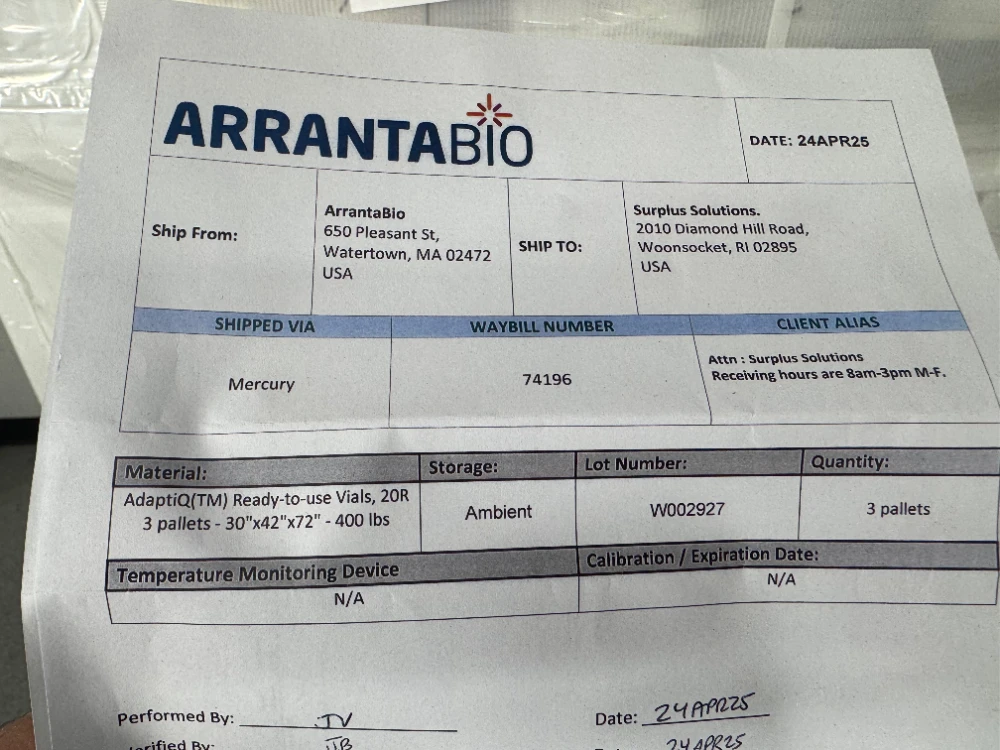 ARRANTABIO
DATE: 24APR25
Ship From:
ArrantaBio
650 Pleasant St,
Watertown, MA 02472
USA
SHIP TO:
Surplus Solutions.
2010 Diamond Hill Road,
Woonsocket, RI 02895
USA
SHIPPED VIA
WAYBILL NUMBER
CLIENT ALIAS
Mercury
74196
Attn : Surplus Solutions
Receiving hours are 8am-3pm M-F.
Material:
Storage:
Lot Number:
Quantity:
AdaptiQ(TM) Ready-to-use Vials, 20R
3 pallets - 30"x42"x72" - 400 lbs
Ambient
W002927
3 pallets
Temperature Monitoring Device
Calibration / Expiration Date:
N/A
N/A
Performed By: TV
Date: 24APR25
By:
24APR25